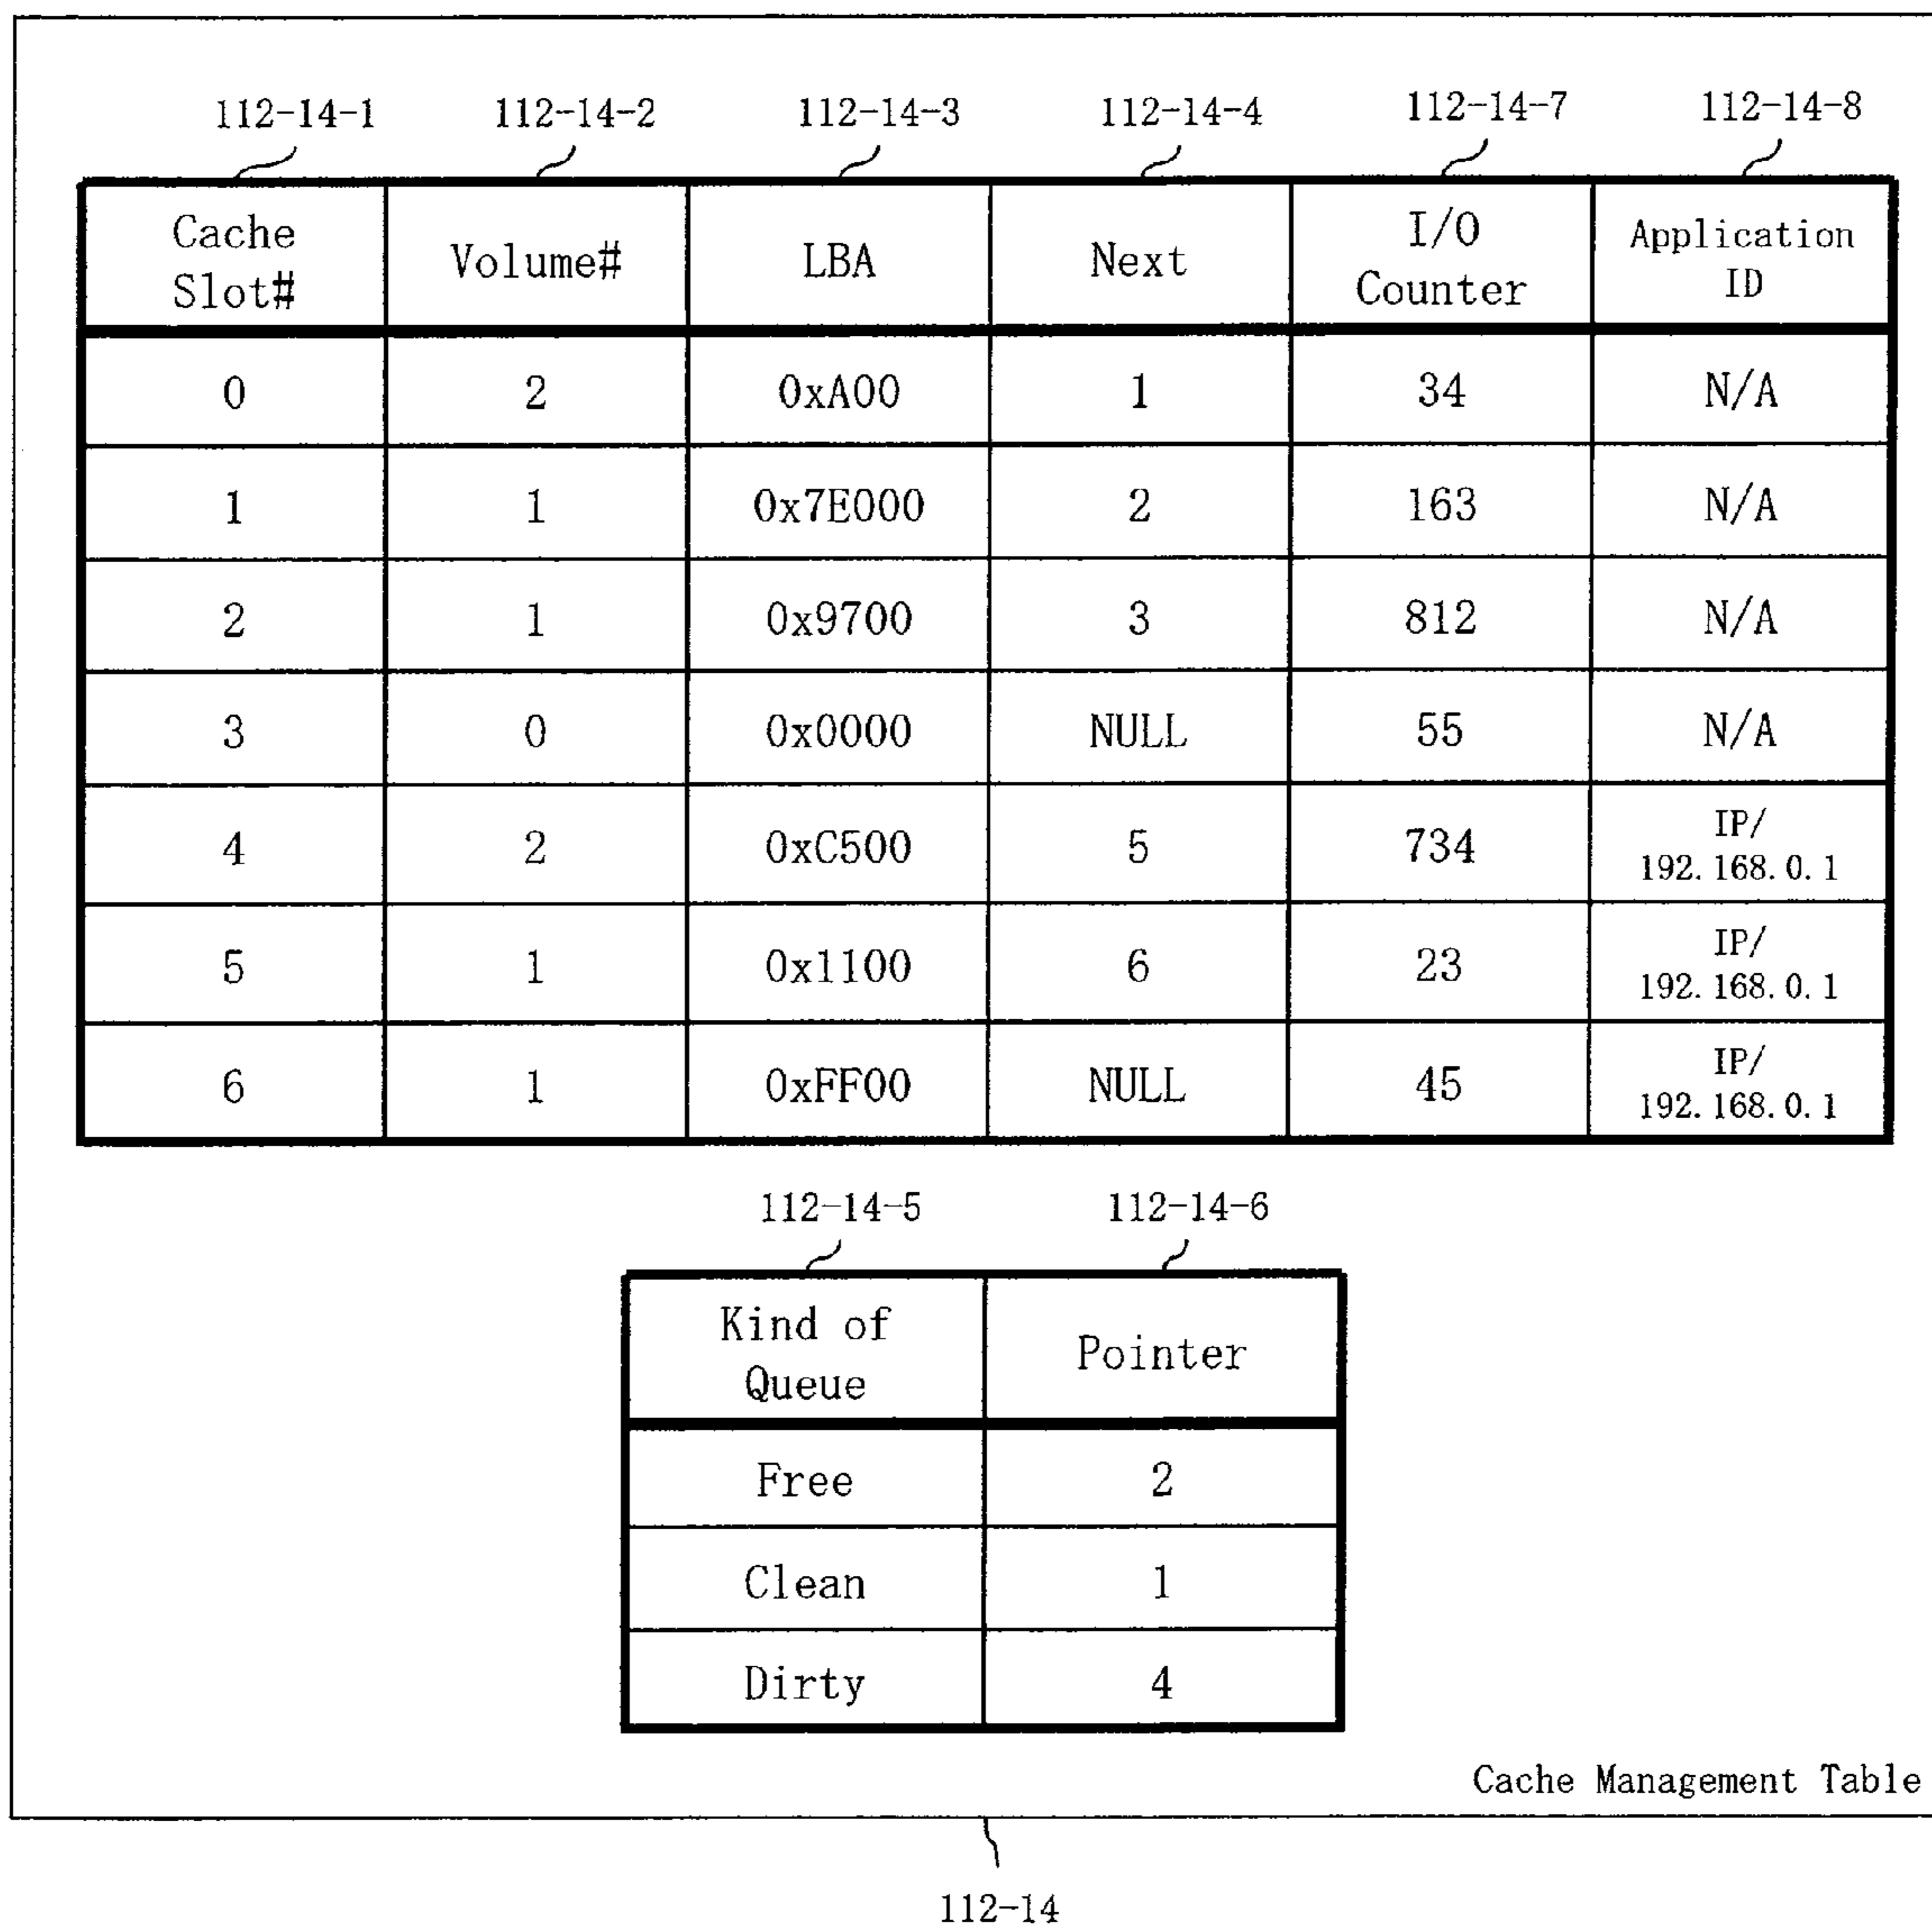 112-14-1 112-14-2 112-14-3 112-14-4 112-14-7 112-14-8
Cache Slot# Volume# LBA Next I/O Counter Application ID
0 2 0xA00 1 34 N/A
1 1 0x7E000 2 163 N/A
2 1 0x9700 3 812 N/A
3 0 0x0000 NULL 55 N/A
4 2 0xC500 5 734 IP/ 192.168.0.1
5 1 0x1100 6 23 IP/ 192.168.0.1
6 1 0xFF00 NULL 45 IP/ 192.168.0.1
112-14-5 112-14-6
Kind of Queue Pointer
Free 2
Clean 1
Dirty 4
Cache Management Table
112-14